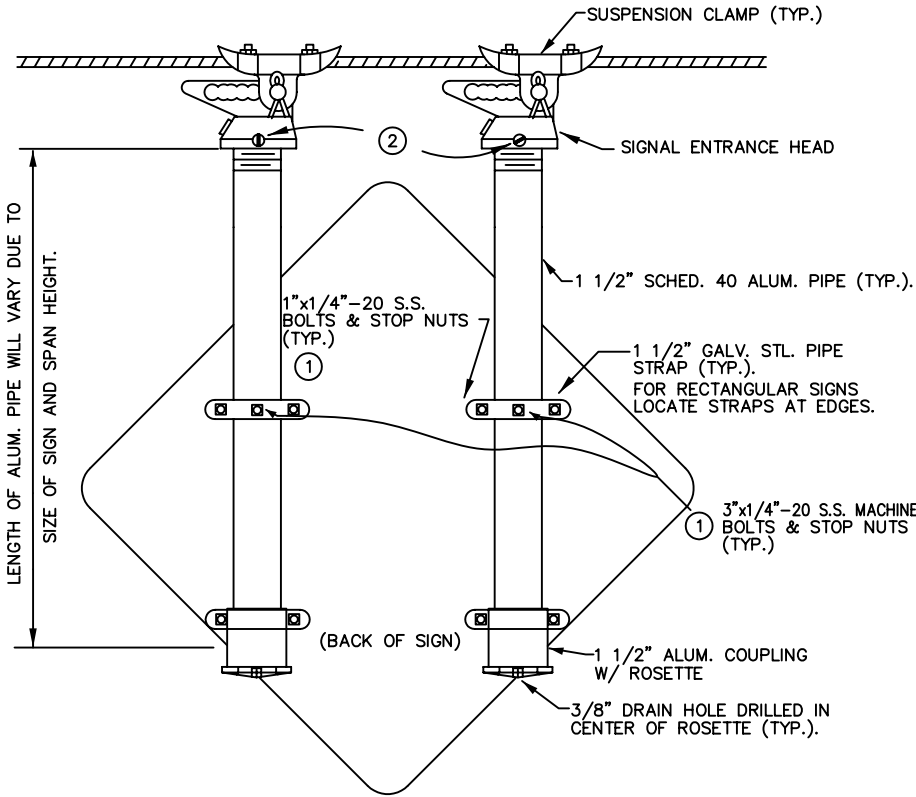 SUSPENSION CLAMP (TYP.)
2
SIGNAL ENTRANCE HEAD
LENGTH OF ALUM. PIPE WILL VARY DUE TO
SIZE OF SIGN AND SPAN HEIGHT.
1 1/2" SCHED. 40 ALUM. PIPE (TYP.).
1"x1/4"-20 S.S.
BOLTS & STOP NUTS
(TYP.)
1
1 1/2" GALV. STL. PIPE
STRAP (TYP.).
FOR RECTANGULAR SIGNS
LOCATE STRAPS AT EDGES.
1
3"x1/4"-20 S.S. MACHINE
BOLTS & STOP NUTS
(TYP.)
(BACK OF SIGN)
1 1/2" ALUM. COUPLING
W/ ROSETTE
3/8" DRAIN HOLE DRILLED IN
CENTER OF ROSETTE (TYP.).